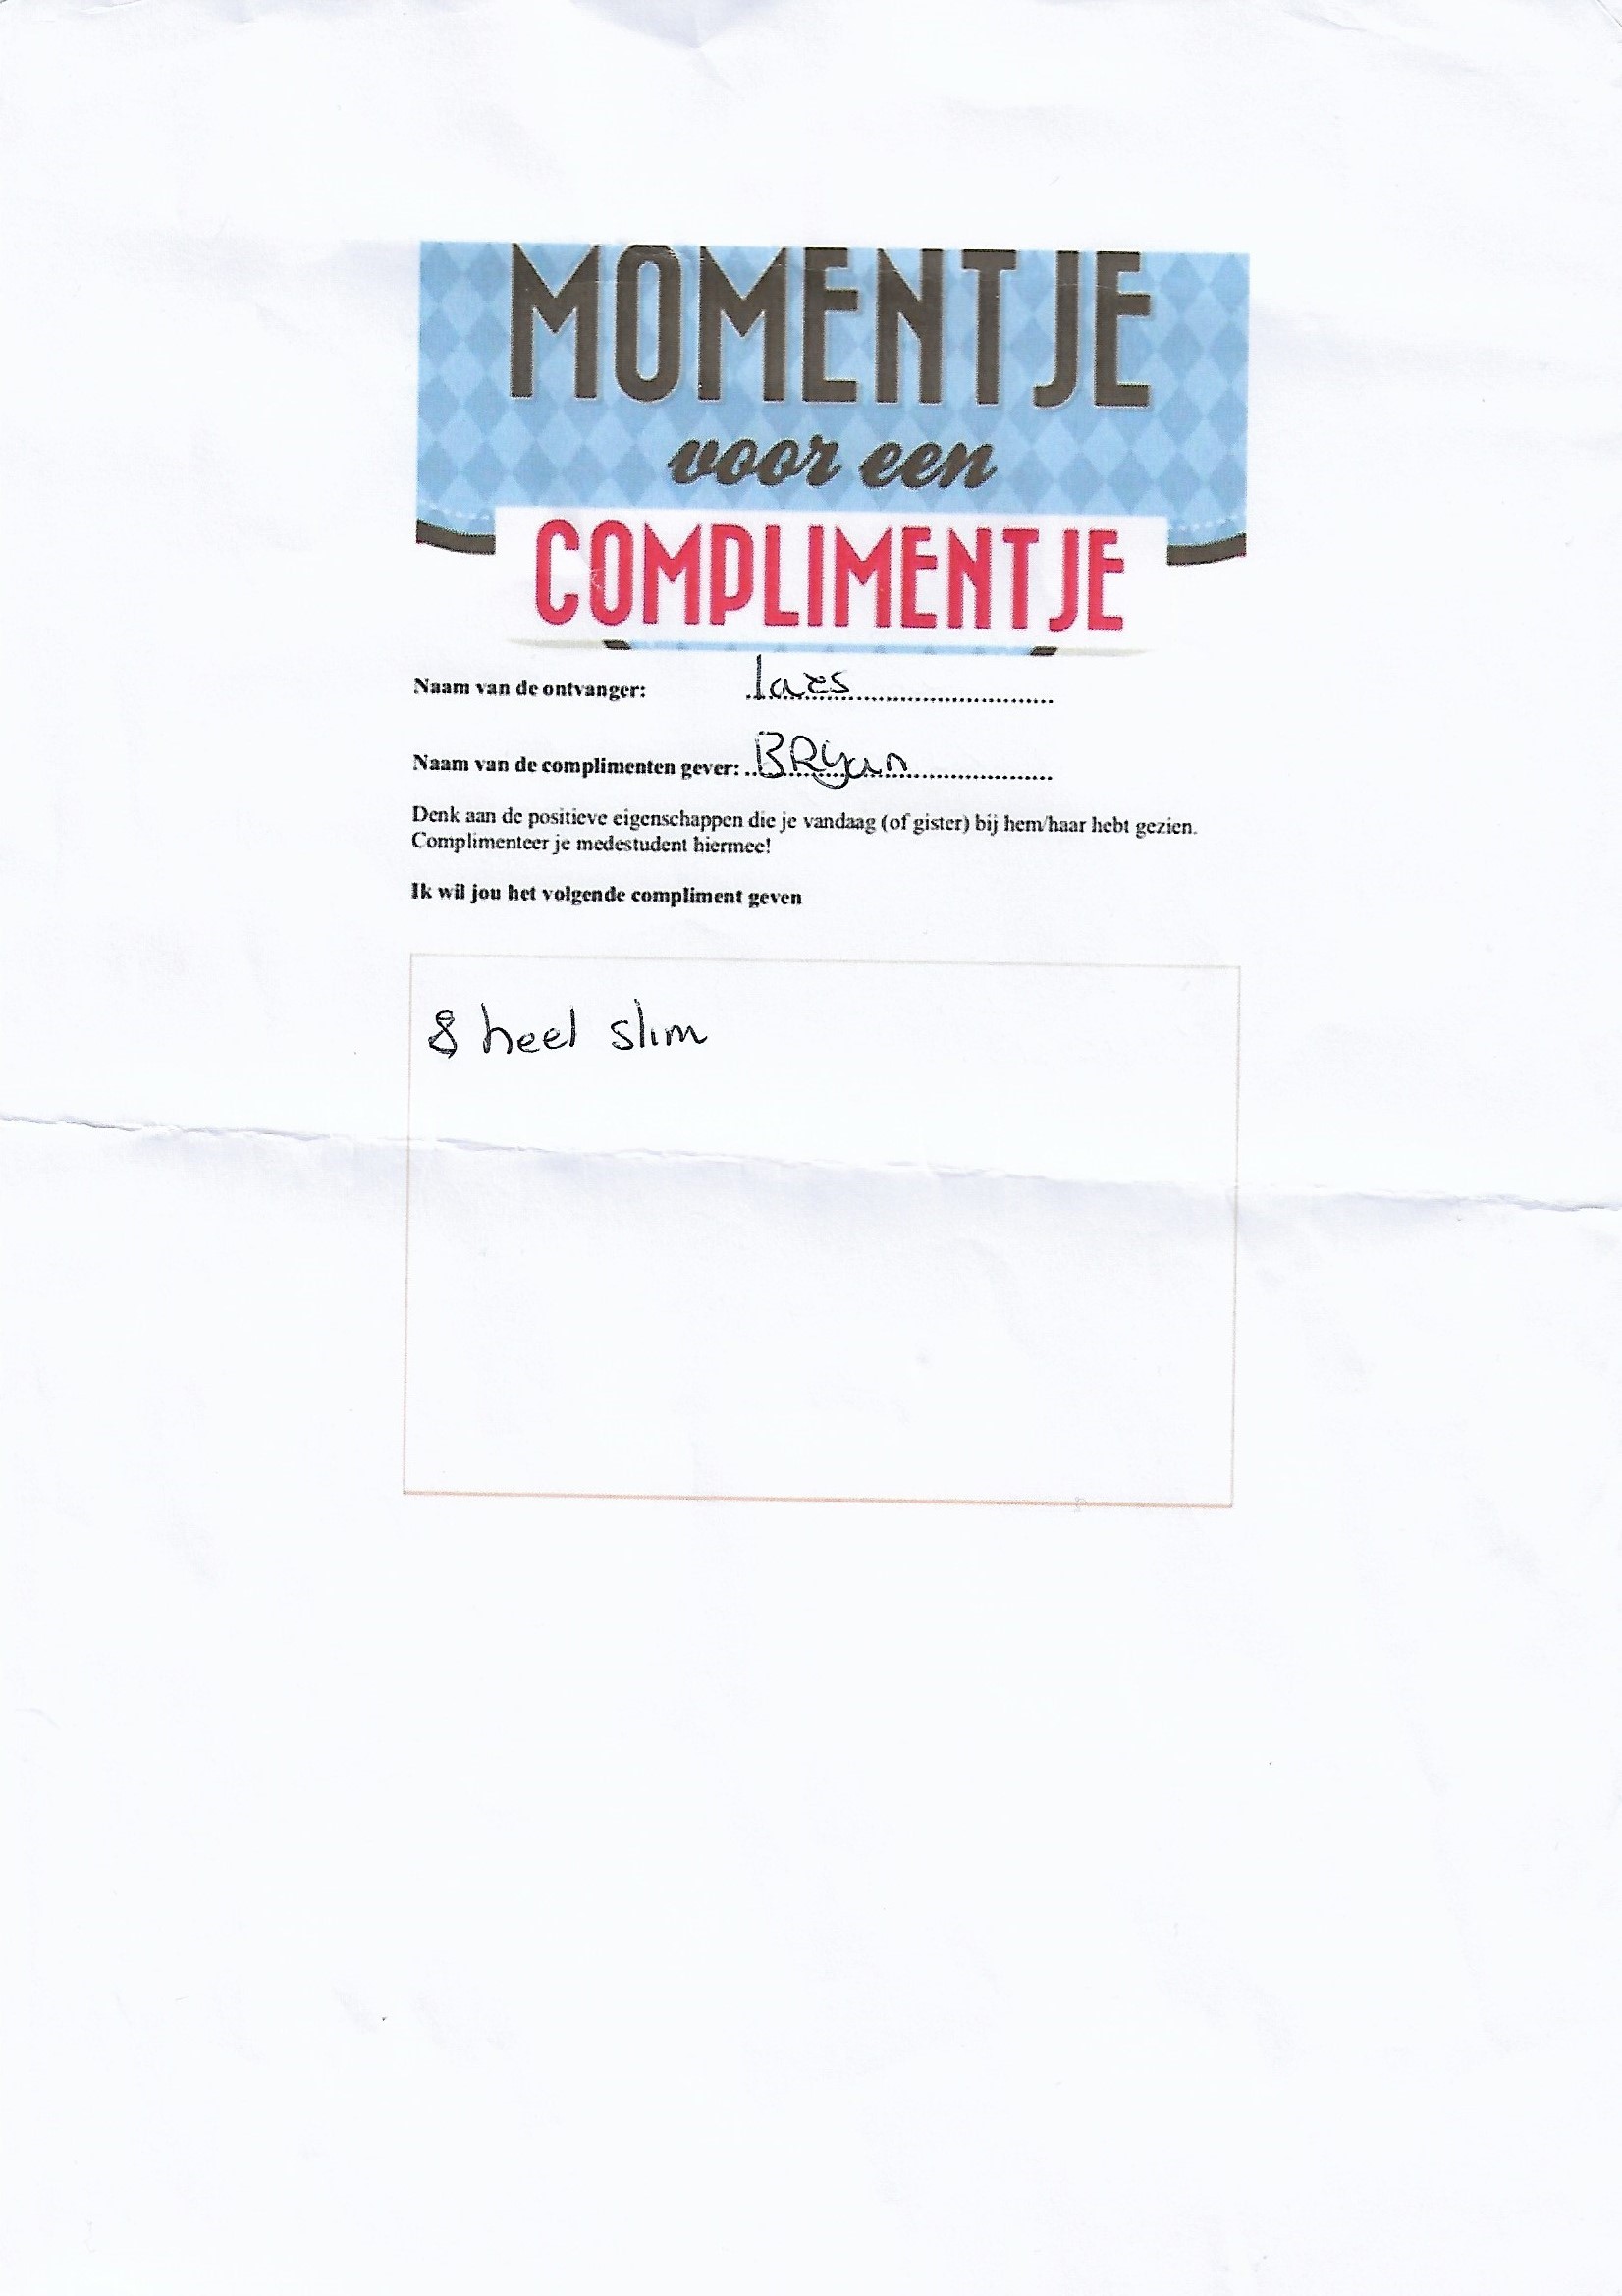 MOMENTJE
voor een
COMPLIMENTJE
Naam van de ontvanger: lars
Naam van de complimenten gever: BRyan
Denk aan de positieve eigenschappen die je vandaag (of gister) bij hem/haar hebt gezien.
Complimenteer je medestudent hiermee!
Ik wil jou het volgende compliment geven
8 heel slim